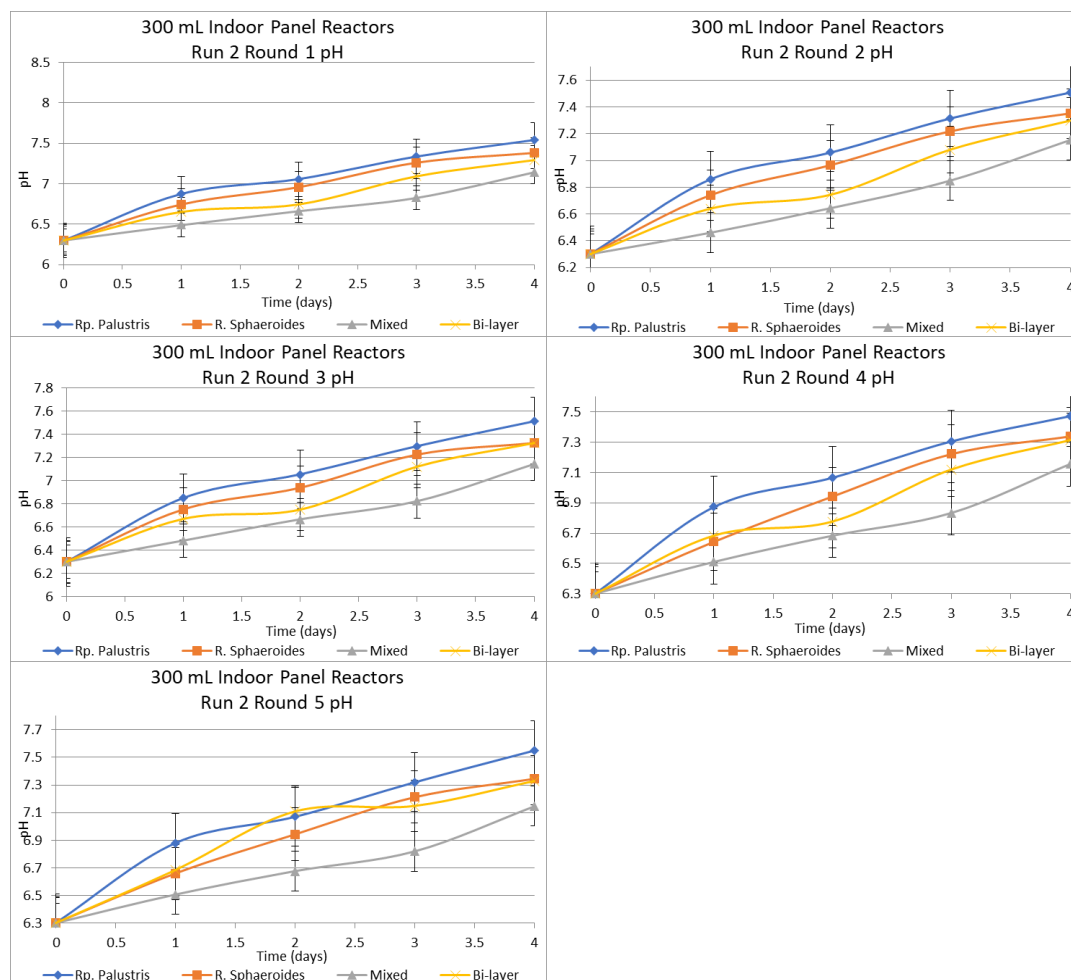 300 mL Indoor Panel Reactors
Run 2 Round 1 pH
8.5
8
7.5
7
6.5
6
pH
0 0.5 1 1.5 2 2.5 3 3.5 4
Time (days)
Rp. Palustris R. Sphaeroides Mixed Bi-layer
300 mL Indoor Panel Reactors
Run 2 Round 2 pH
7.6
7.4
7.2
7
6.8
6.6
6.4
6.2
pH
0 0.5 1 1.5 2 2.5 3 3.5 4
Time (days)
Rp. Palustris R. Sphaeroides Mixed Bi-layer
300 mL Indoor Panel Reactors
Run 2 Round 3 pH
7.8
7.6
7.4
7.2
7
6.8
6.6
6.4
6.2
6
pH
0 0.5 1 1.5 2 2.5 3 3.5 4
Time (days)
Rp. Palustris R. Sphaeroides Mixed Bi-layer
300 mL Indoor Panel Reactors
Run 2 Round 4 pH
7.5
7.3
7.1
6.9
6.7
6.5
6.3
pH
0 0.5 1 1.5 2 2.5 3 3.5 4
Time (days)
Rp. Palustris R. Sphaeroides Mixed Bi-layer
300 mL Indoor Panel Reactors
Run 2 Round 5 pH
7.7
7.5
7.3
7.1
6.9
6.7
6.5
6.3
pH
0 0.5 1 1.5 2 2.5 3 3.5 4
Time (days)
Rp. Palustris R. Sphaeroides Mixed Bi-layer